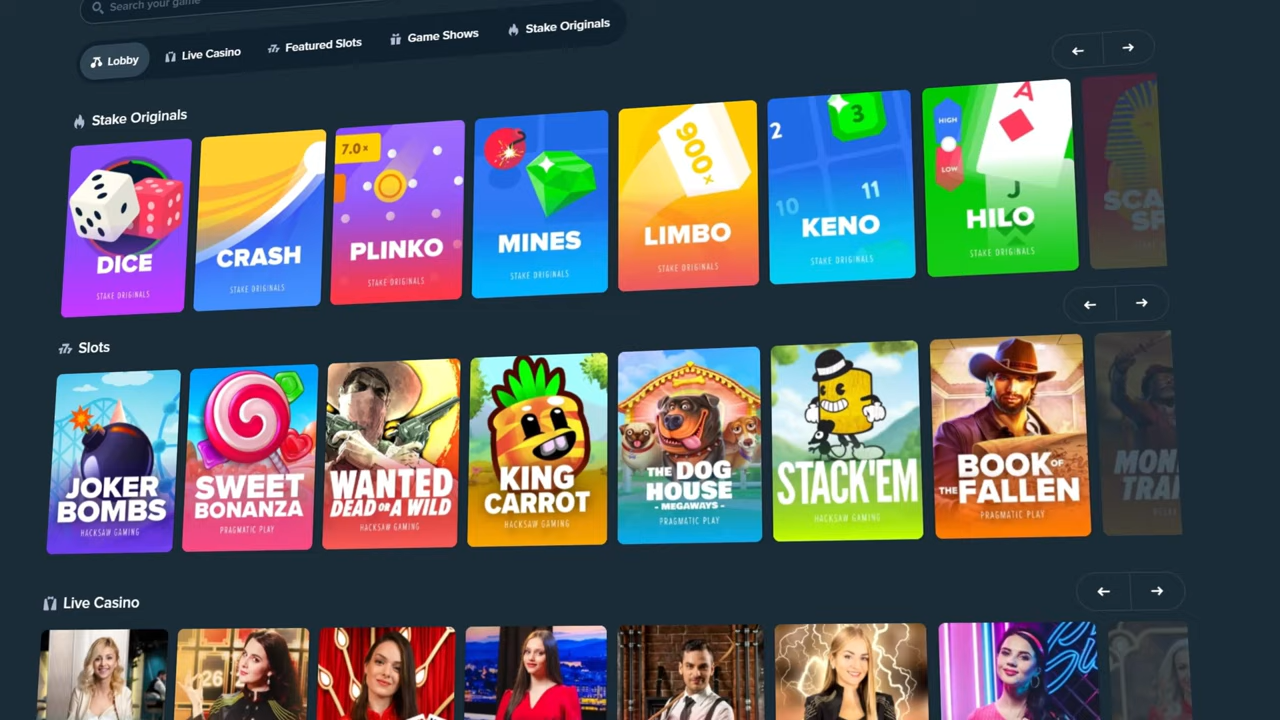 Search your game
Lobby
Live Casino
Featured Slots
Game Shows
Stake Originals
Stake Originals
DICE
STAKE ORIGINALS
CRASH
STAKE ORIGINALS
7.0×
PLINKO
STAKE ORIGINALS
MINES
STAKE ORIGINALS
900×
LIMBO
STAKE ORIGINALS
2
3
10
11
KENO
STAKE ORIGINALS
HIGH
LOW
A
J
HILO
STAKE ORIGINALS
Slots
JOKER
BOMBS
HACKSAW GAMING
SWEET
BONANZA
PRAGMATIC PLAY
WANTED
DEAD OR A WILD
HACKSAW GAMING
KING
CARROT
HACKSAW GAMING
THE DOG
HOUSE
- MEGAWAYS -
PRAGMATIC PLAY
STACK'EM
HACKSAW GAMING
BOOK OF
THE FALLEN
PRAGMATIC PLAY
Live Casino
26